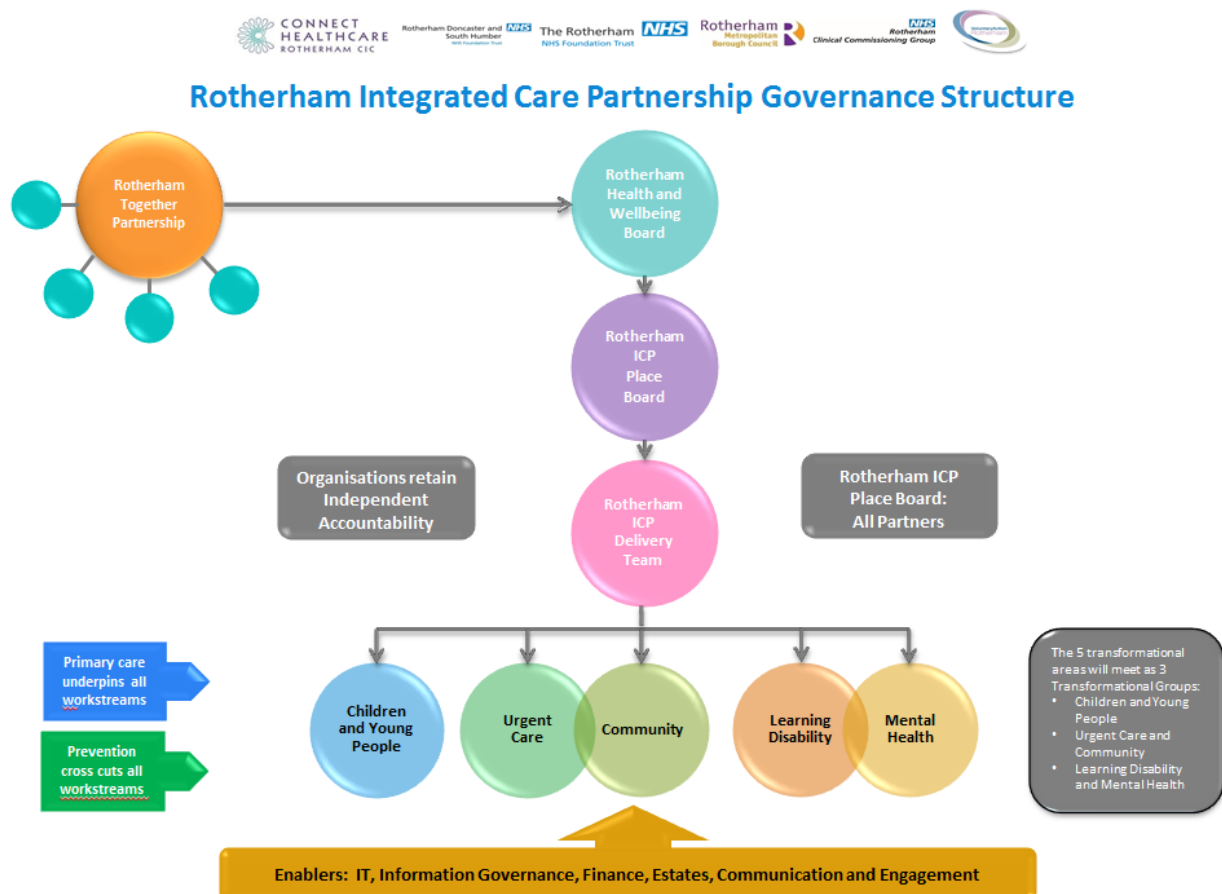 CONNECT
HEALTHCARE
ROTHERHAM CIC
Rotherham Doncaster and NHS
South Humber
NHS Foundation Trust
The Rotherham NHS
NHS Foundation Trust
Rotherham
Metropolitan
Borough Council
NHS
Rotherham
Clinical Commissioning Group
Rotherham Integrated Care Partnership Governance Structure
Rotherham
Together
Partnership
Rotherham
Health and
Wellbeing
Board
Rotherham
ICP
Place
Board
Organisations retain
Independent
Accountability
Rotherham
ICP
Delivery
Team
Rotherham ICP
Place Board:
All Partners
Primary care
underpins all
workstreams
Prevention
cross cuts all
workstreams
Children
and Young
People
Urgent
Care
Community
Learning
Disability
Mental
Health
The 5 transformational
areas will meet as 3
Transformational Groups:
• Children and Young
People
• Urgent Care and
Community
• Learning Disability
and Mental Health
Enablers: IT, Information Governance, Finance, Estates, Communication and Engagement